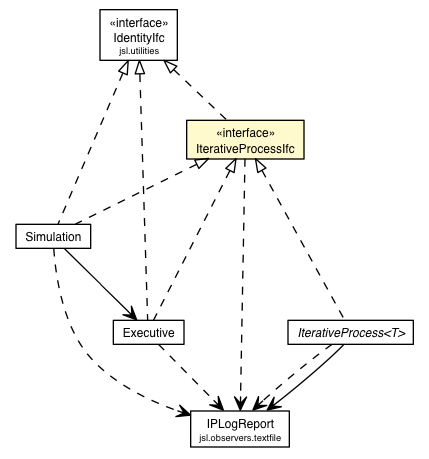 «interface»
IdentityIfc
jsl.utilities
«interface»
IterativeProcessIfc
Simulation
Executive
IterativeProcess<T>
IPLogReport
jsl.observers.textfile